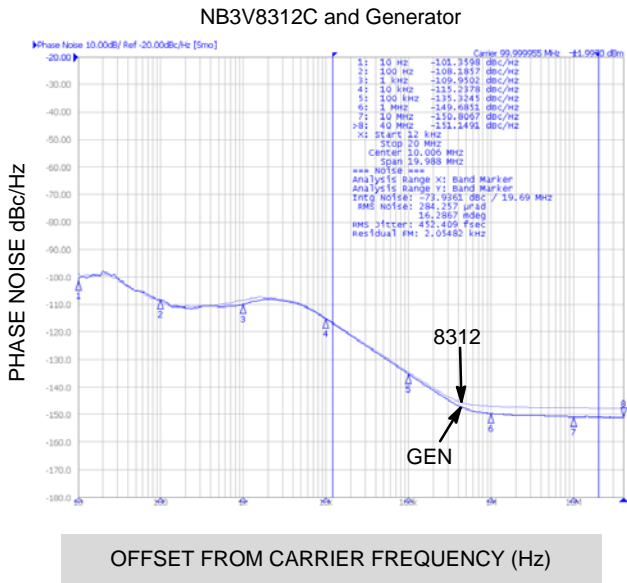 NB3V8312C and Generator
Phase Noise 10.00dB/ Ref -20.00dBc/Hz [Smo]
Carrier 99.999955 MHz
dBm
-20.00
-30.00
-40.00
-50.00
-60.00
-70.00
-80.00
-90.00
-100.0
-110.0
-120.0
-130.0
-140.0
-150.0
-160.0
-170.0
-180.0
1: 10 Hz -101.3598 dBc/Hz
2: 100 Hz -108.1857 dBc/Hz
3: 1 kHz -109.9502 dBc/Hz
4: 10 kHz -115.2378 dBc/Hz
5: 100 kHz -135.3245 dBc/Hz
6: 1 MHz -149.6851 dBc/Hz
7: 10 MHz -150.8067 dBc/Hz
>8: 40 MHz -151.1491 dBc/Hz
X: Start 12 kHz
Stop 20 MHz
Center 10.006 MHz
Span 19.988 MHz
=== Noise ===
Analysis Range X: Band Marker
Analysis Range Y: Band Marker
Intg Noise: -73.9361 dBc / 19.69 MHz
RMS Noise: 284.257 µrad
16.2867 mdeg
RMS Jitter: 452.409 fsec
Residual FM: 2.05482 kHz
PHASE NOISE dBc/Hz
1
2
3
4
5
6
7
8
8312
GEN
OFFSET FROM CARRIER FREQUENCY (Hz)